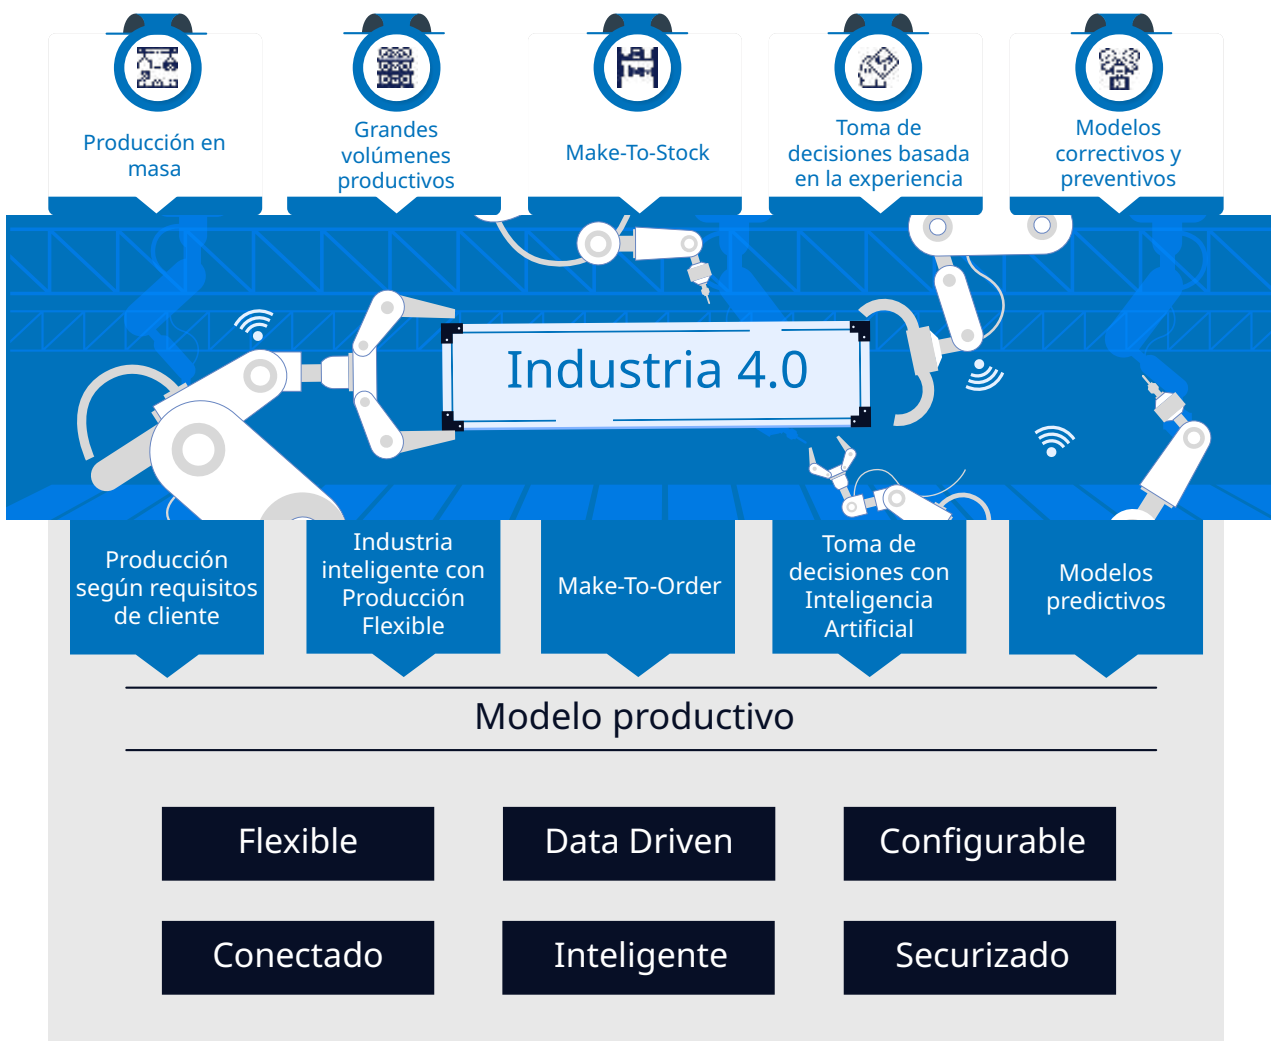 Producción en
masa
Grandes
volúmenes
productivos
Make-To-Stock
Toma de
decisiones basada
en la experiencia
Modelos
correctivos y
preventivos
Industria 4.0
Producción
según requisitos
de cliente
Industria
inteligente con
Producción
Flexible
Make-To-Order
Toma de
decisiones con
Inteligencia
Artificial
Modelos
predictivos
Modelo productivo
Flexible
Data Driven
Configurable
Conectado
Inteligente
Securizado